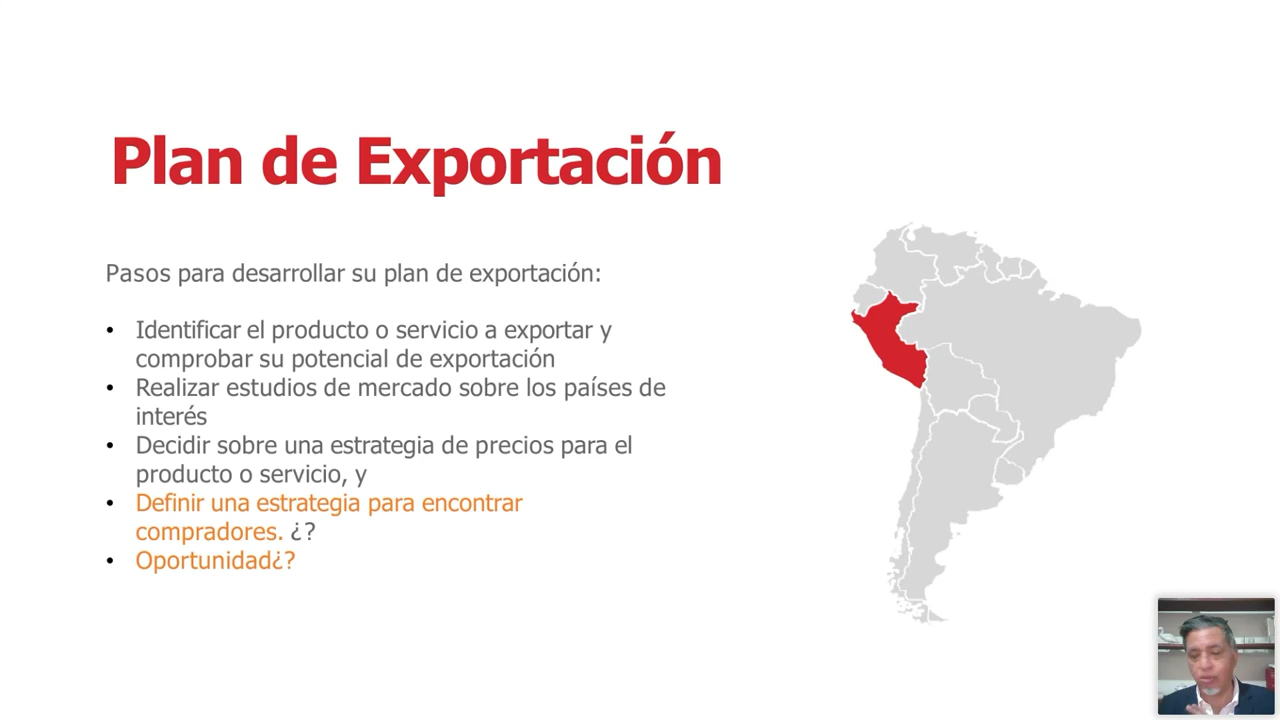 Plan de Exportación
Pasos para desarrollar su plan de exportación:
• Identificar el producto o servicio a exportar y
comprobar su potencial de exportación
• Realizar estudios de mercado sobre los países de
interés
• Decidir sobre una estrategia de precios para el
producto o servicio, y
• Definir una estrategia para encontrar
compradores. ¿?
• Oportunidad¿?